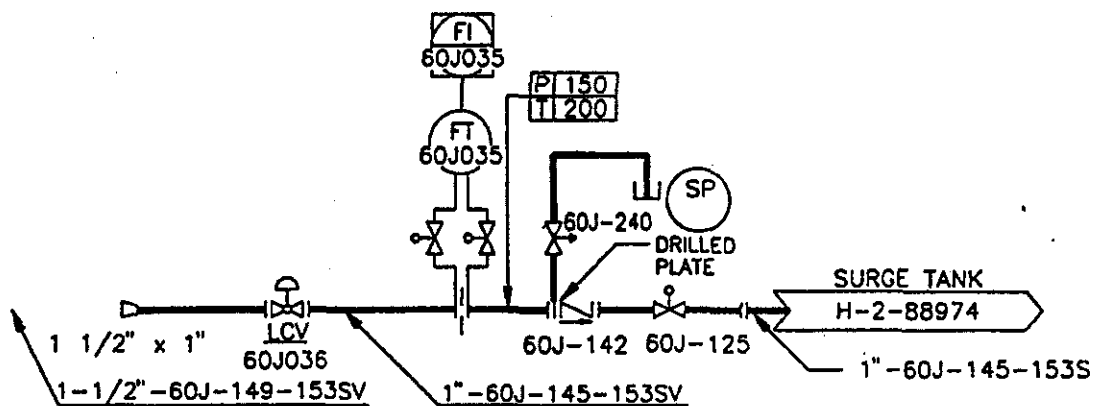 FI
60J035
P 150
T 200
FT
60J035
SP
60J-240
DRILLED
PLATE
SURGE TANK
H-2-88974
1 1/2" x 1"
LCV
60J036
60J-142
60J-125
1"-60J-145-153S
1-1/2"-60J-149-153SV
1"-60J-145-153SV